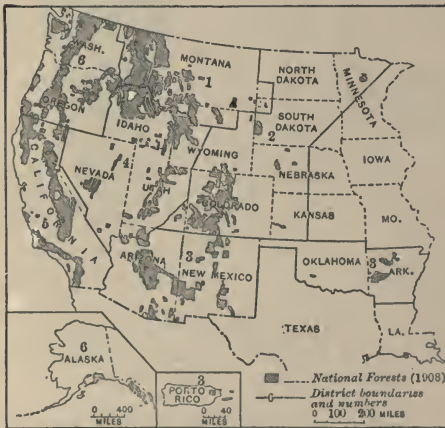 WASH.
6
MONTANA
1
NORTH
DAKOTA
MINNESOTA
OREGON
IDAHO
SOUTH
DAKOTA
2
WYOMING
IOWA
NEBRASKA
NEVADA
4
UTAH
COLORADO
CALIFORNIA
5
KANSAS
MO.
ARIZONA
3
NEW MEXICO
OKLAHOMA
3
ARK.
TEXAS
LA.
6
ALASKA
0 400
MILES
3
PORTO
RICO
0 40
MILES
National Forests (1908)
6 District boundaries
and numbers
0 100 200 MILES